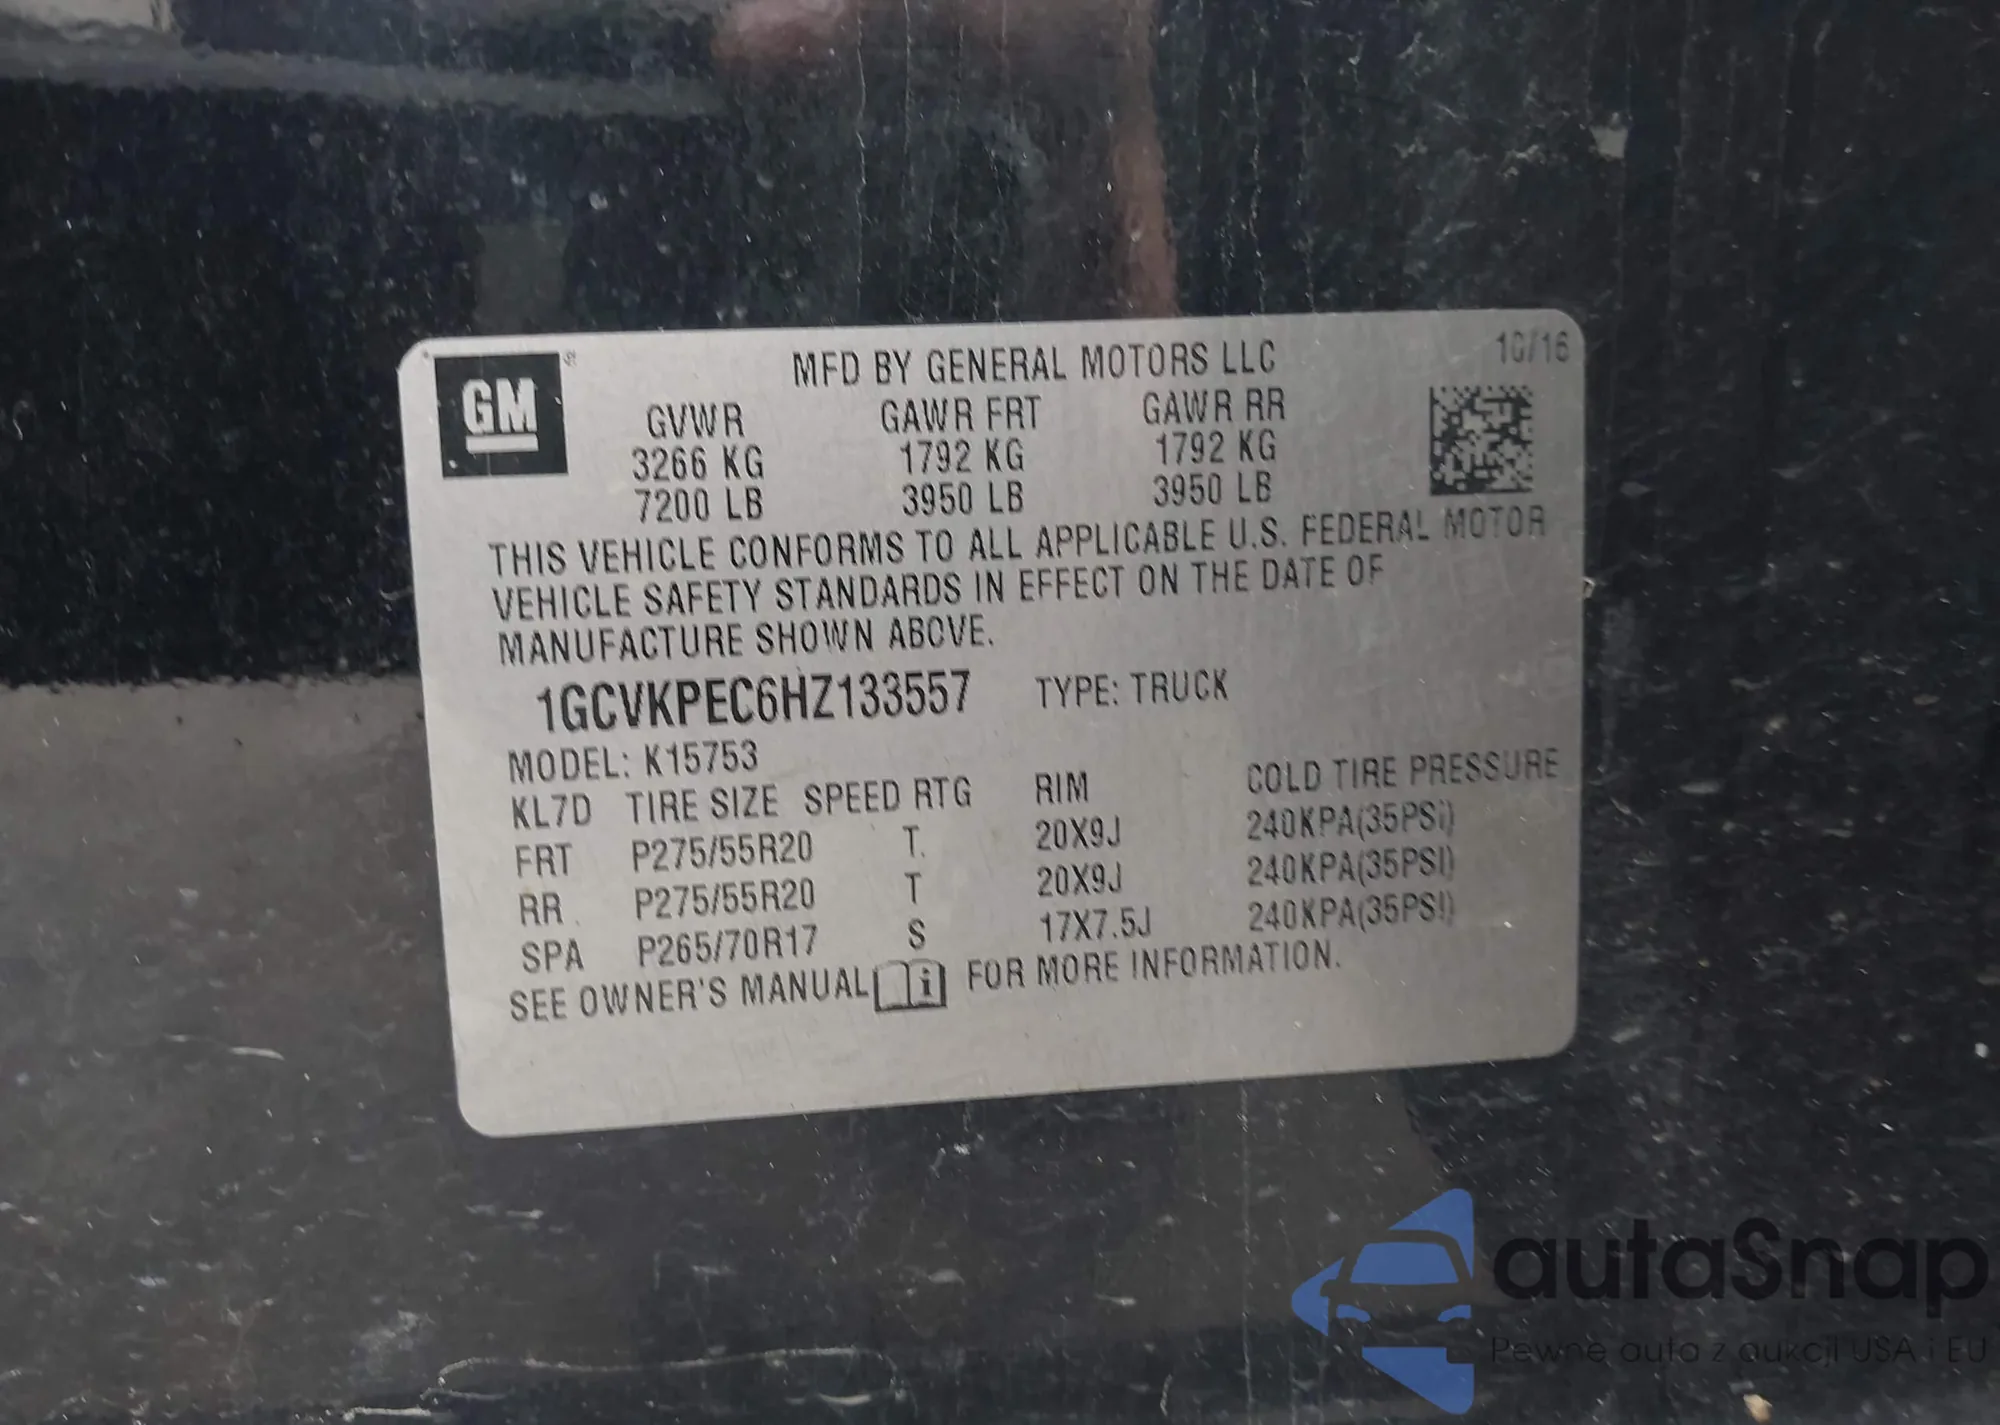 GM
MFD BY GENERAL MOTORS LLC 10/16
GVWR GAWR FRT GAWR RR
3266 KG 1792 KG 1792 KG
7200 LB 3950 LB 3950 LB
THIS VEHICLE CONFORMS TO ALL APPLICABLE U.S. FEDERAL MOTOR
VEHICLE SAFETY STANDARDS IN EFFECT ON THE DATE OF
MANUFACTURE SHOWN ABOVE.
1GCVKPEC6HZ133557 TYPE: TRUCK
MODEL: K15753
KL7D TIRE SIZE SPEED RTG RIM COLD TIRE PRESSURE
FRT P275/55R20 T 20X9J 240KPA(35PSI)
RR P275/55R20 T 20X9J 240KPA(35PSI)
SPA P265/70R17 S 17X7.5J 240KPA(35PSI)
SEE OWNER'S MANUAL i FOR MORE INFORMATION.
autaSnap
Pewne auta z aukcji USA i EU